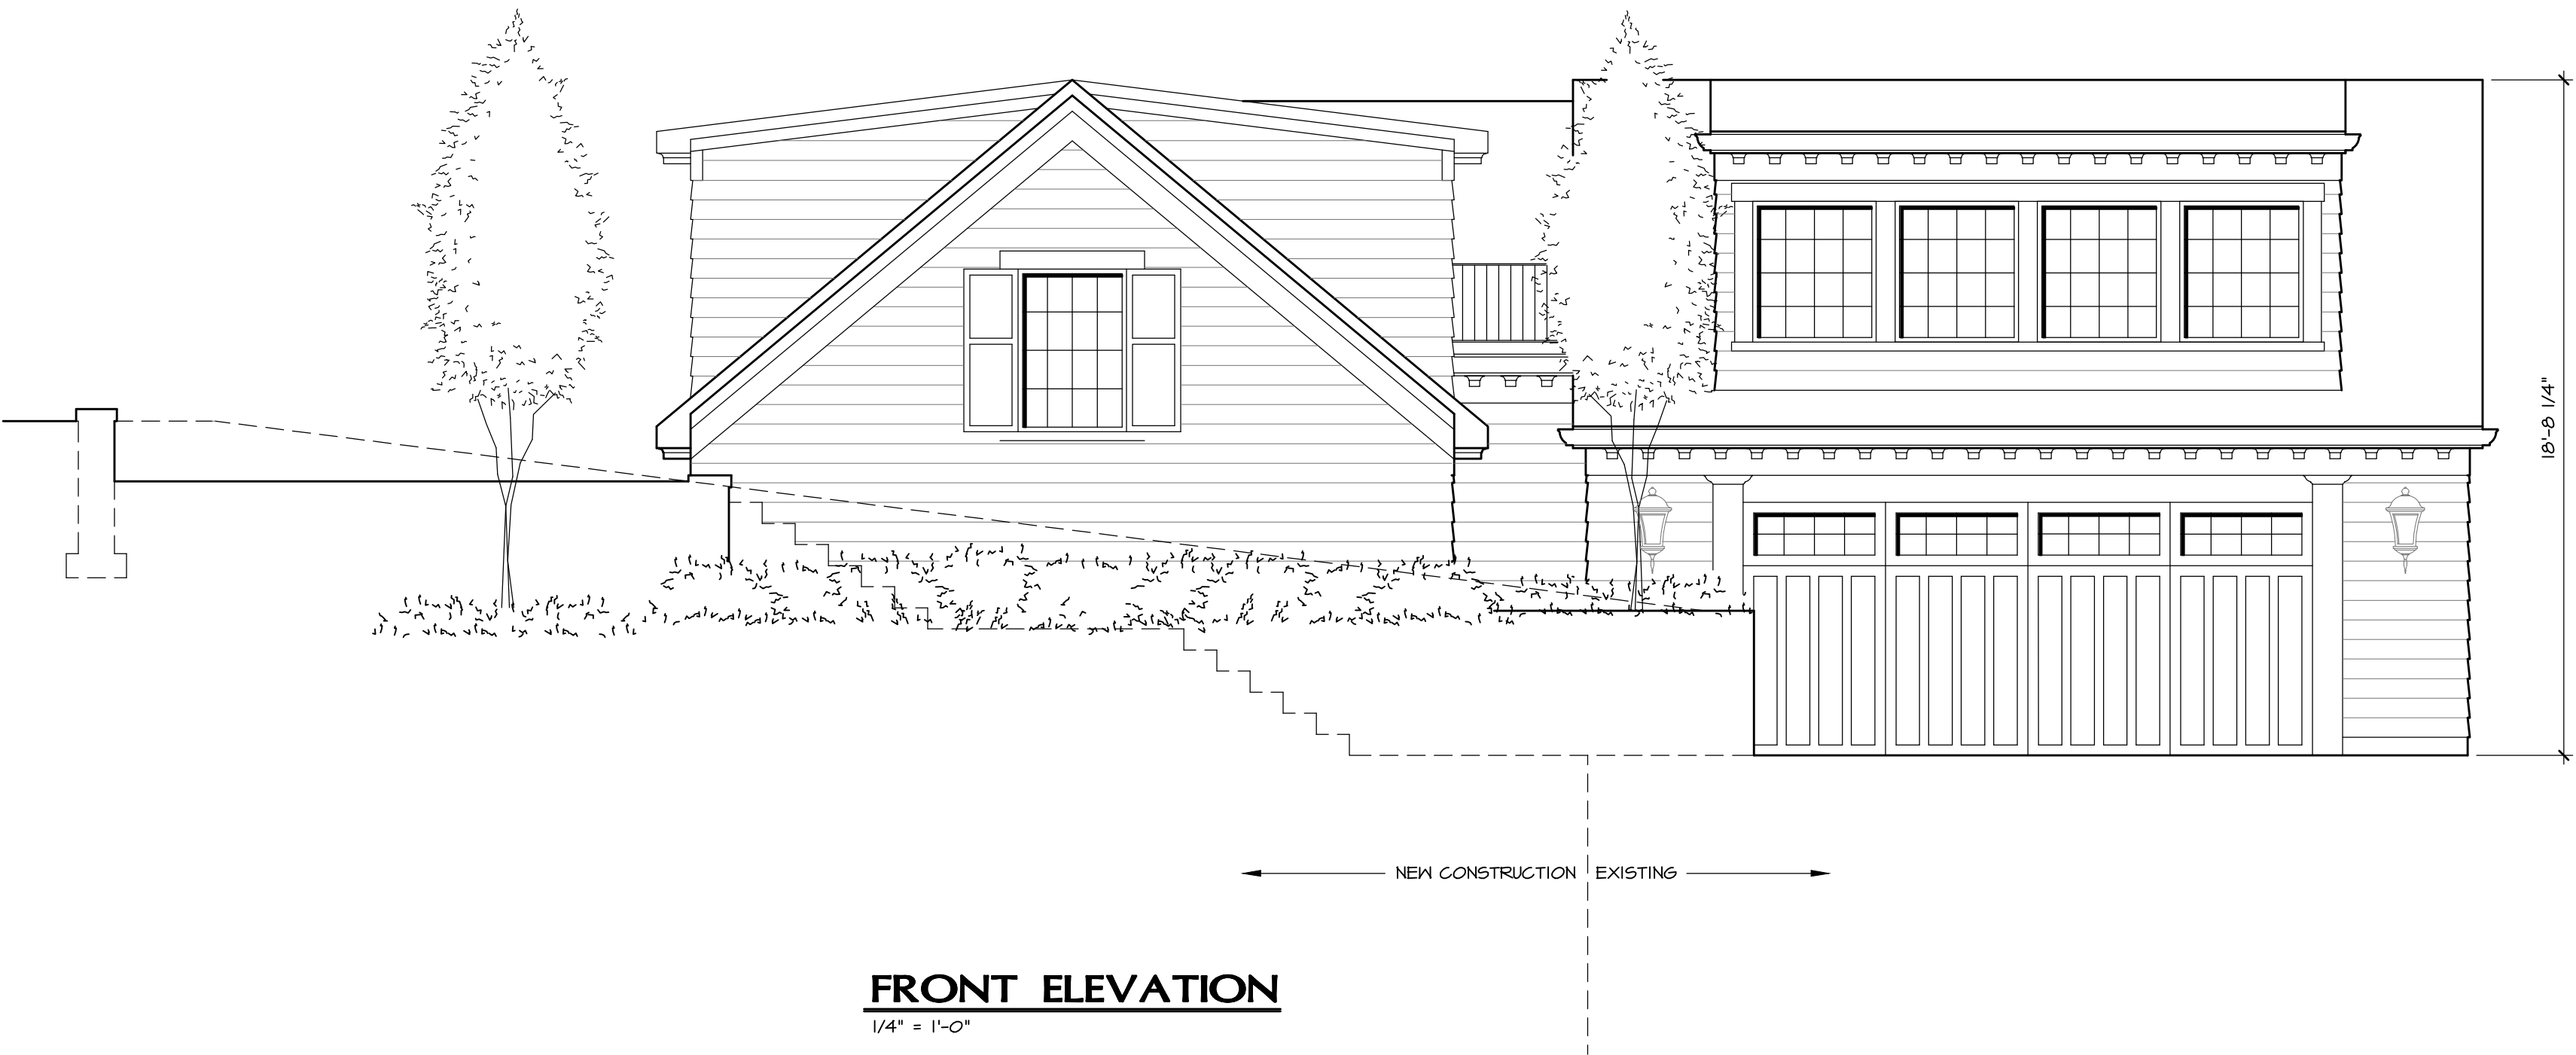 18'-8 1/4"
NEW CONSTRUCTION EXISTING
FRONT ELEVATION
1/4" = 1'-0"